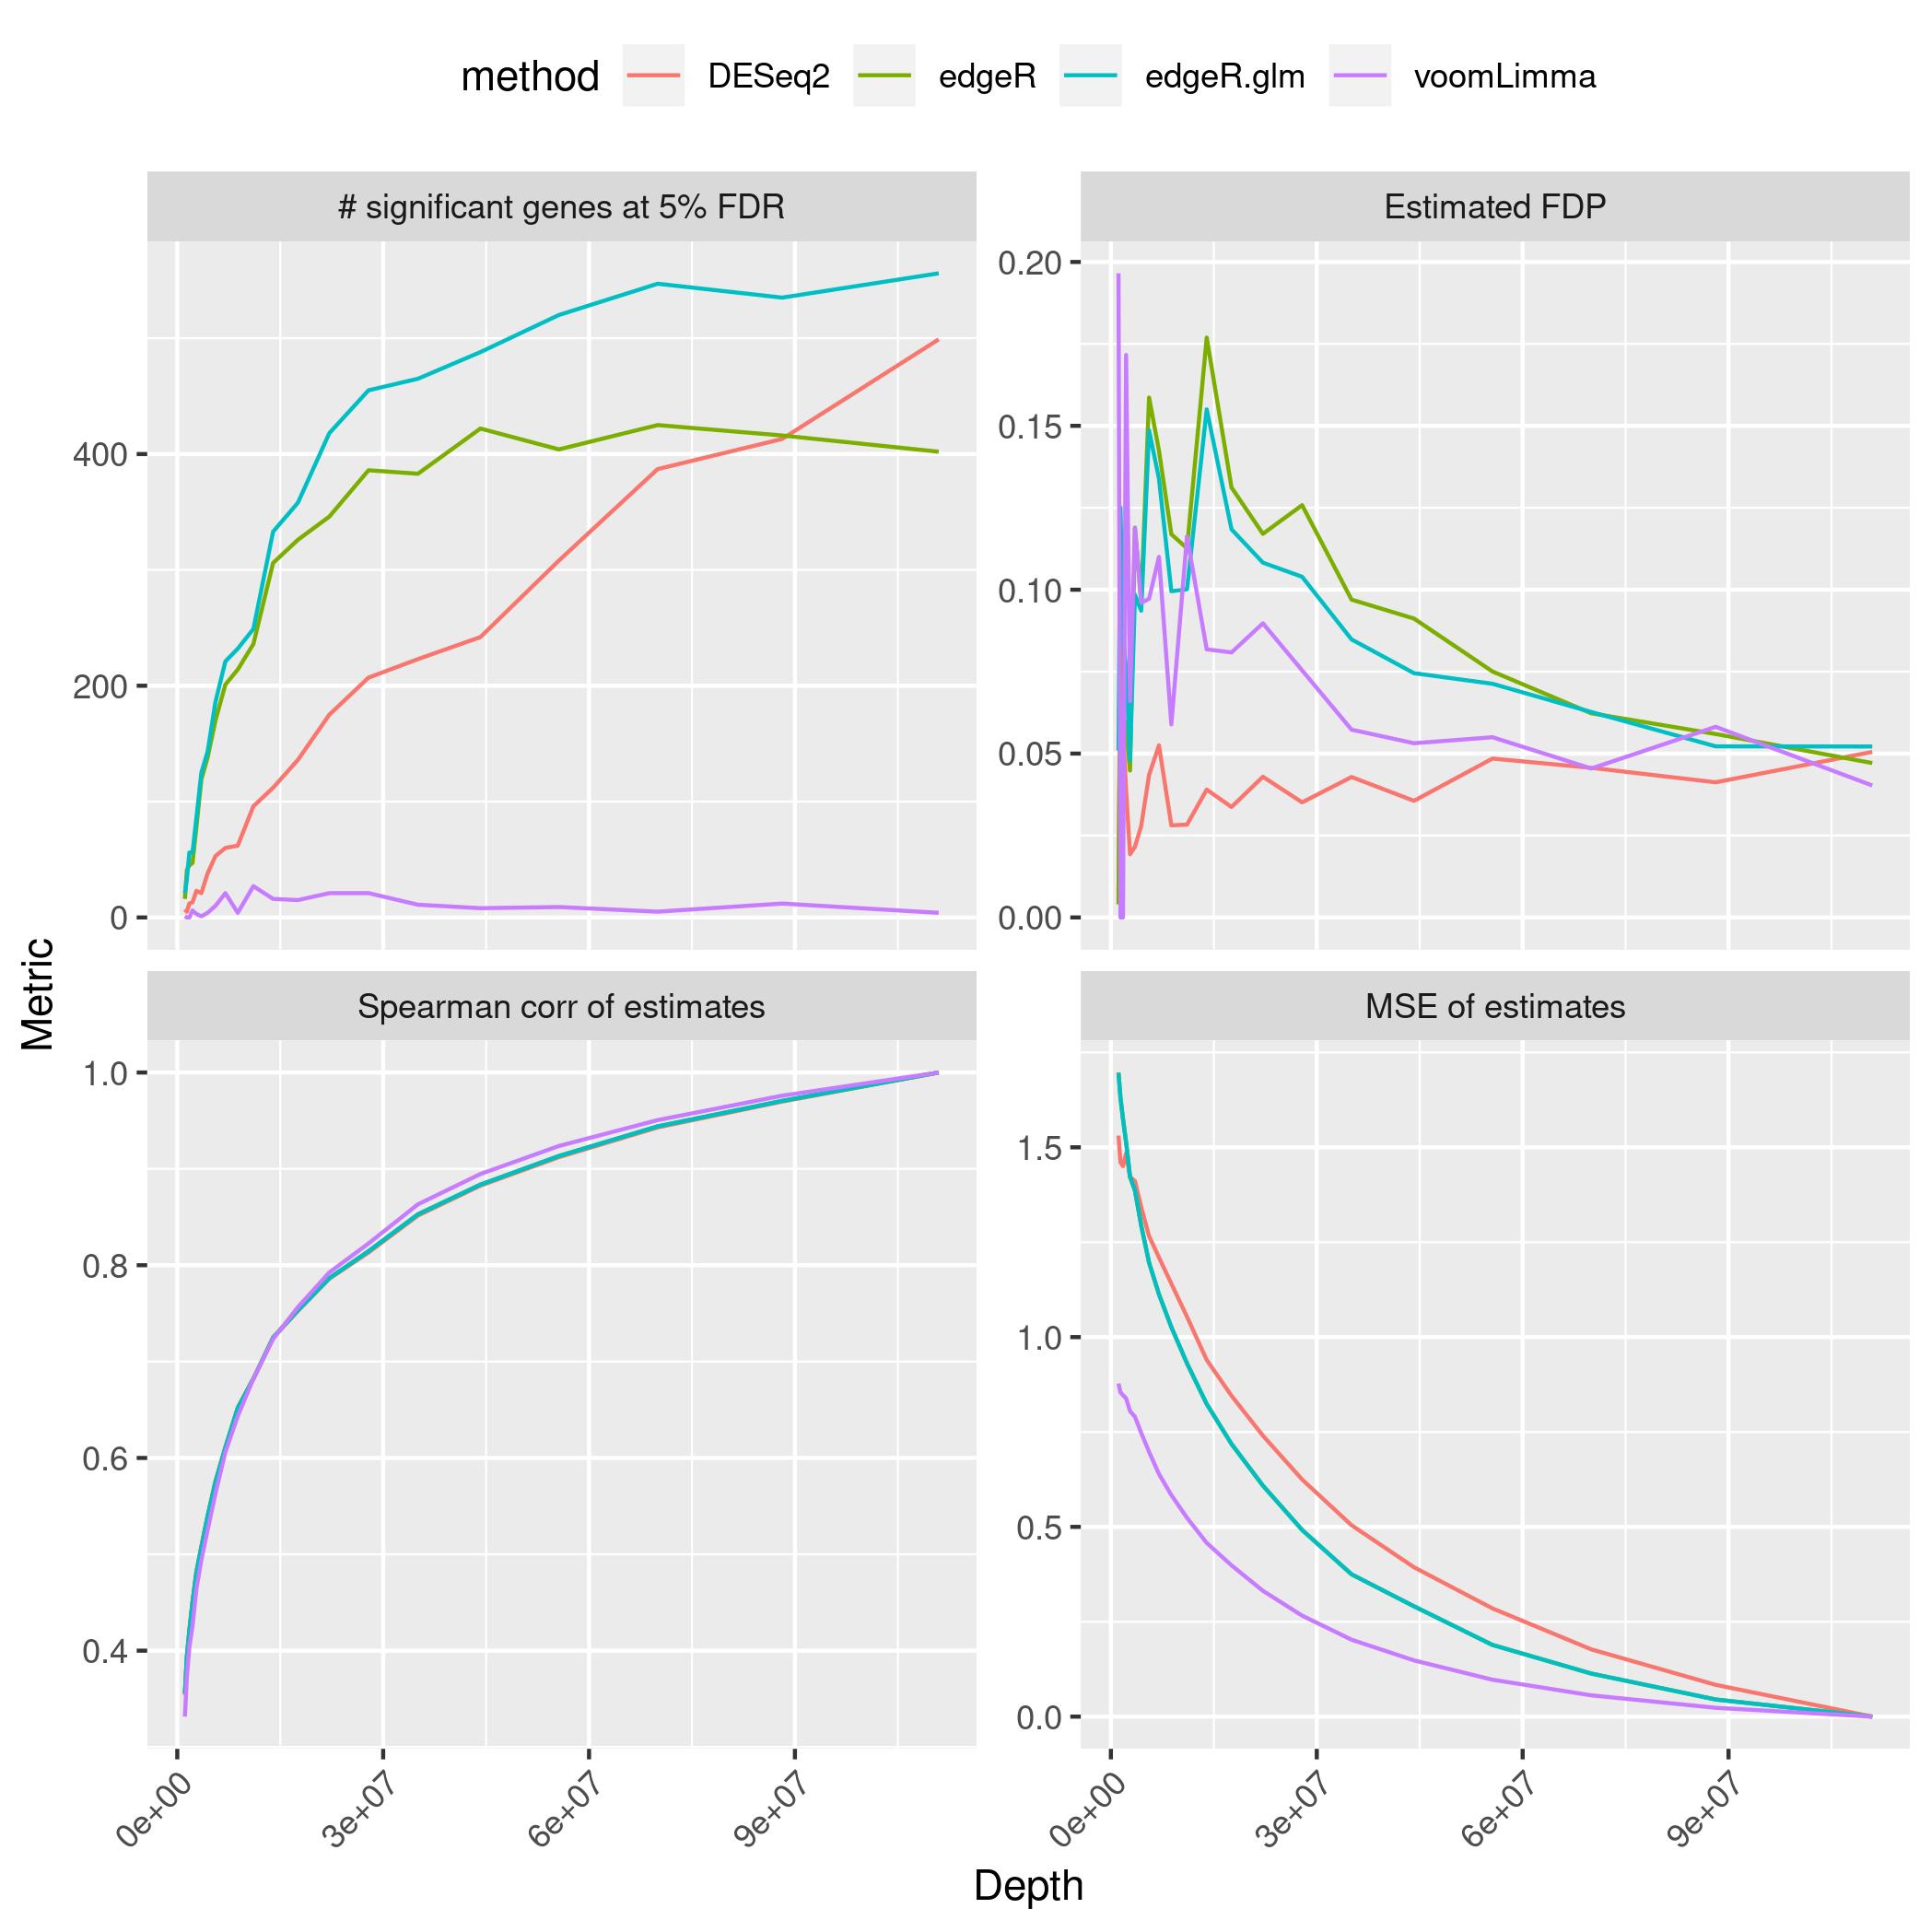 method DESeq2 edgeR edgeR.glm voomLimma
# significant genes at 5% FDR
Estimated FDP
400
200
0
0.20
0.15
0.10
0.05
0.00
Metric
Spearman corr of estimates
MSE of estimates
1.0
0.8
0.6
0.4
1.5
1.0
0.5
0.0
0e+00 3e+07 6e+07 9e+07
0e+00 3e+07 6e+07 9e+07
Depth